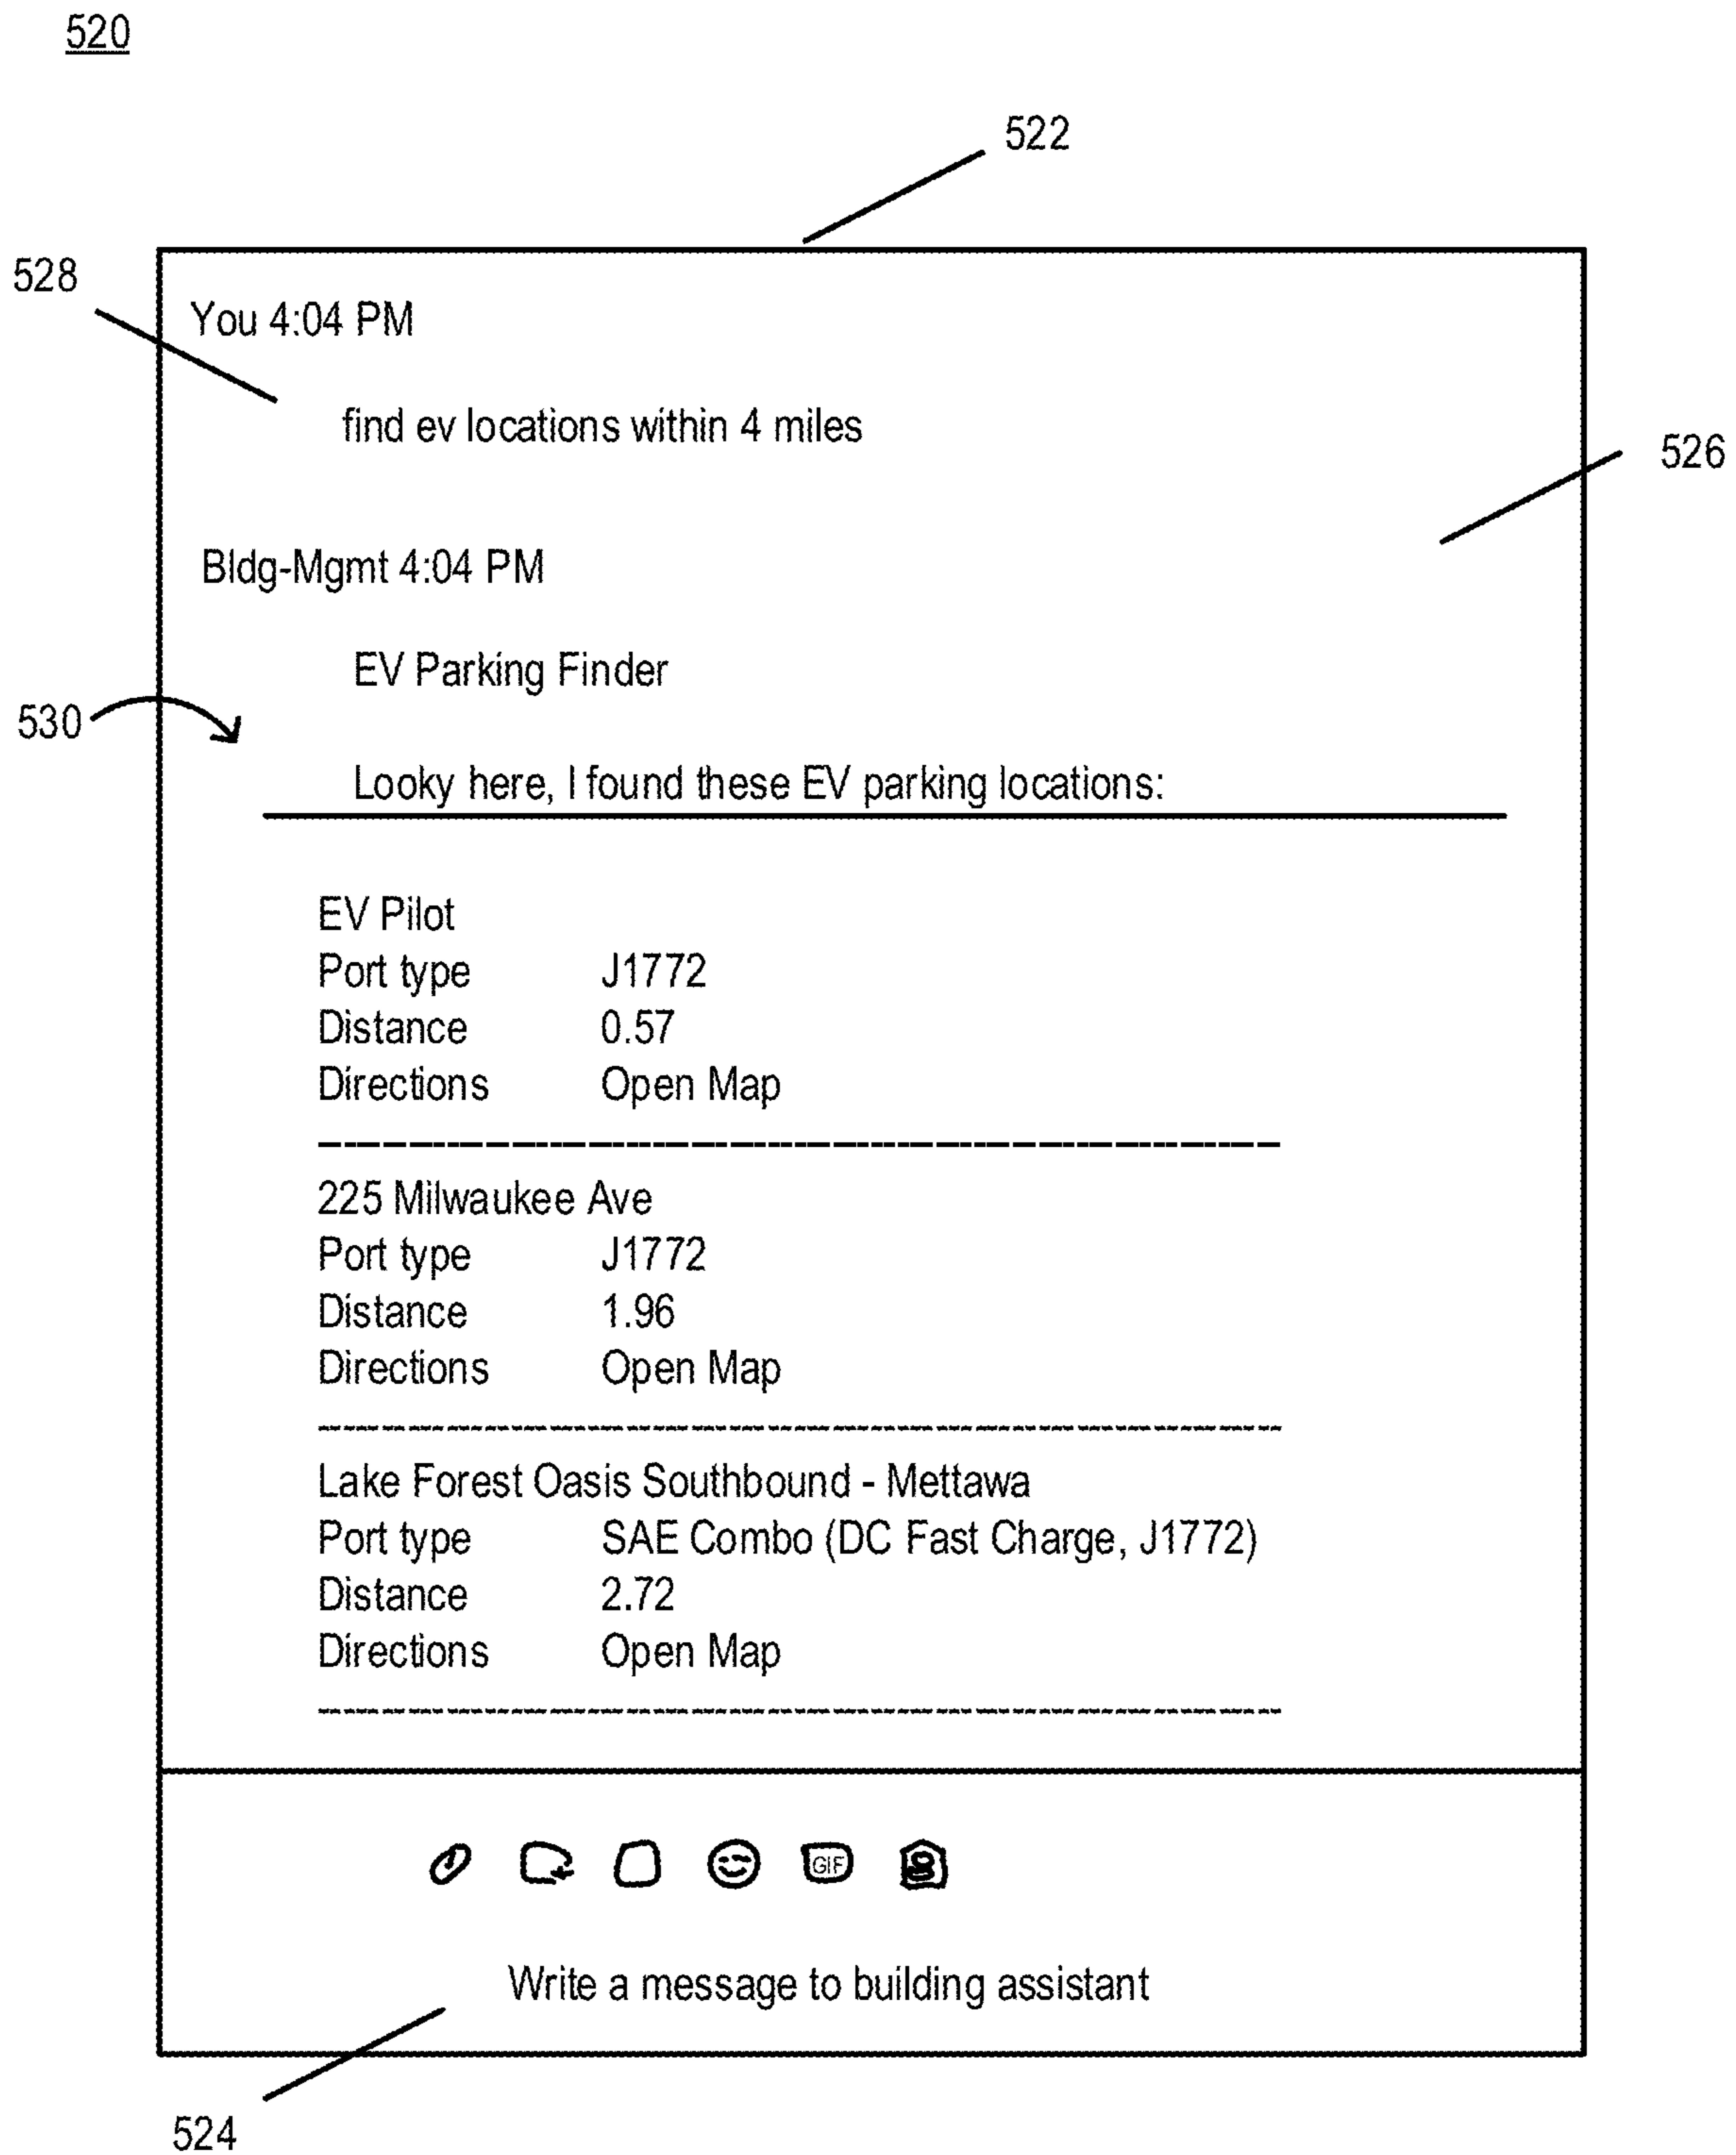 520
522
528
You 4:04 PM
find ev locations within 4 miles
526
Bldg-Mgmt 4:04 PM
EV Parking Finder
530
Looky here, I found these EV parking locations:
EV Pilot
Port type J1772
Distance 0.57
Directions Open Map
225 Milwaukee Ave
Port type J1772
Distance 1.96
Directions Open Map
Lake Forest Oasis Southbound - Mettawa
Port type SAE Combo (DC Fast Charge, J1772)
Distance 2.72
Directions Open Map
GIF
Write a message to building assistant
524